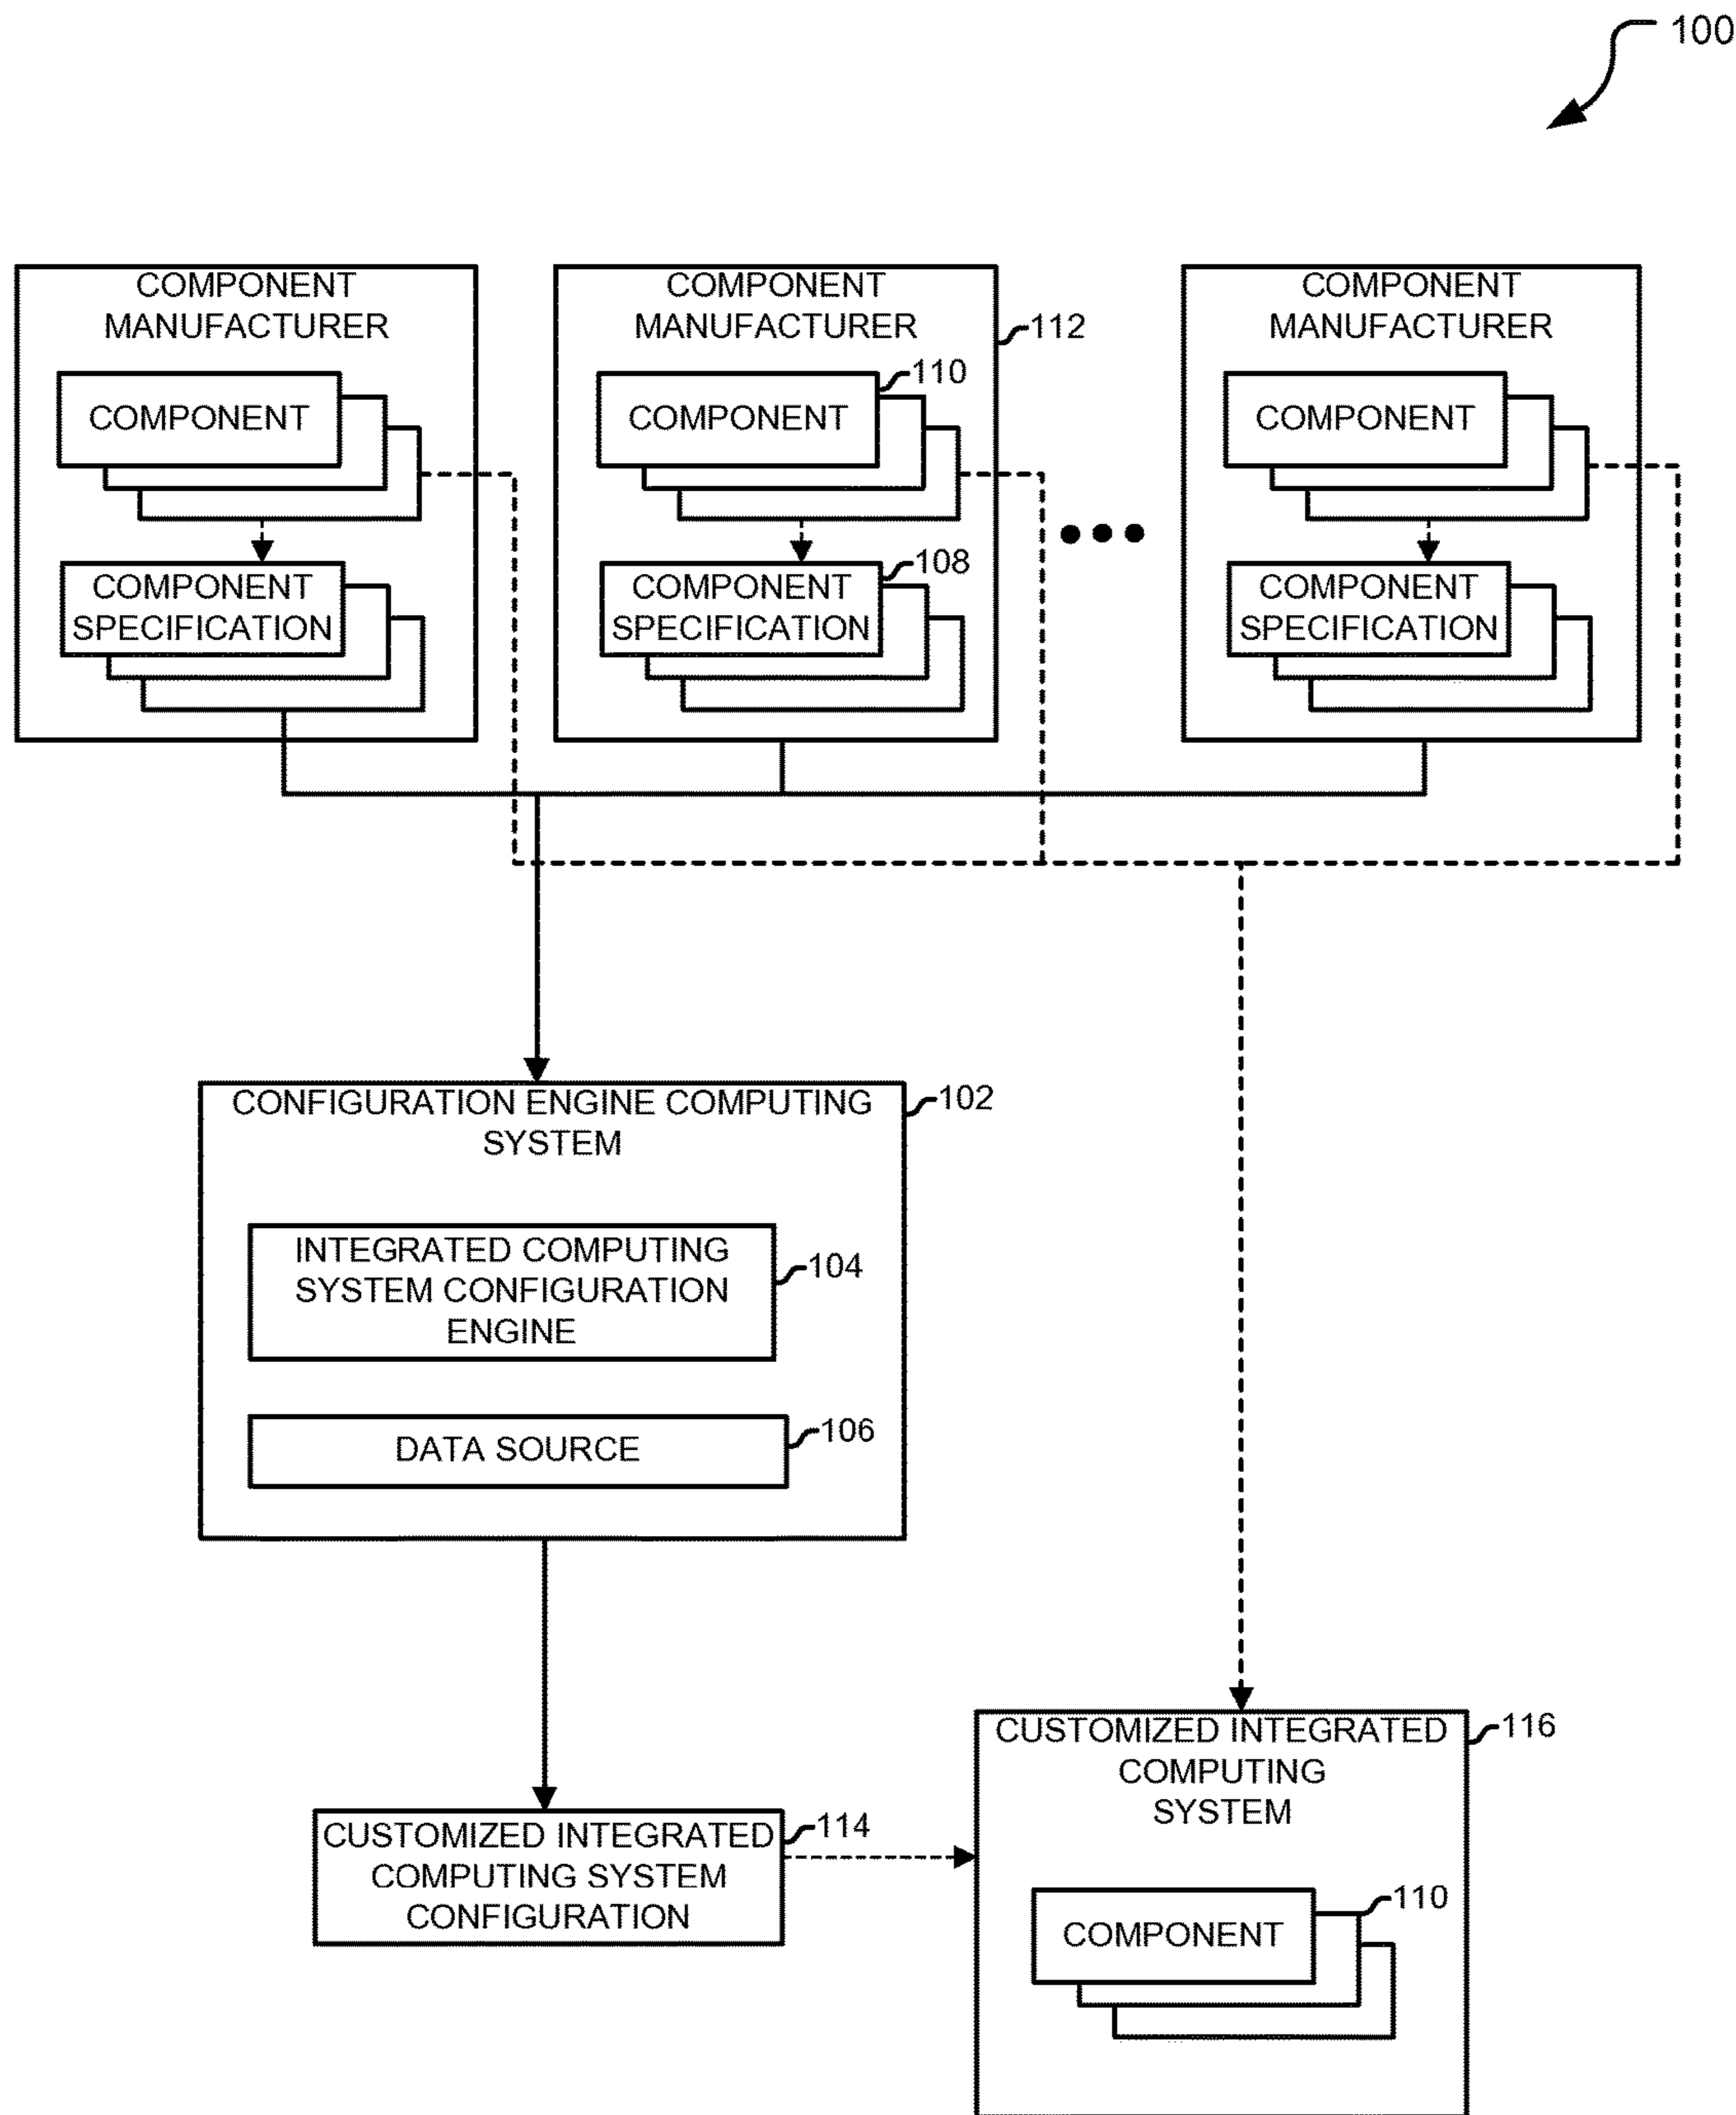 100
COMPONENT
MANUFACTURER
COMPONENT
COMPONENT
SPECIFICATION
COMPONENT
MANUFACTURER
112
110
COMPONENT
108
COMPONENT
SPECIFICATION
COMPONENT
MANUFACTURER
COMPONENT
COMPONENT
SPECIFICATION
CONFIGURATION ENGINE COMPUTING
SYSTEM
102
INTEGRATED COMPUTING
SYSTEM CONFIGURATION
ENGINE
104
DATA SOURCE
106
CUSTOMIZED INTEGRATED
COMPUTING SYSTEM
CONFIGURATION
114
CUSTOMIZED INTEGRATED
COMPUTING
SYSTEM
116
COMPONENT
110